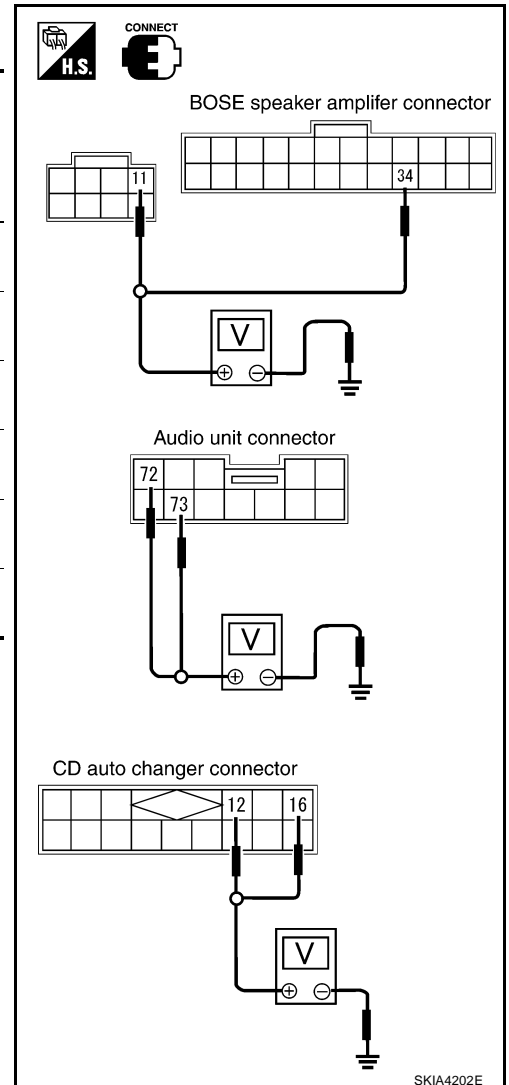 CONNECT
H.S.
BOSE speaker amplifer connector
11
34
V
+ −
Audio unit connector
72
73
V
+ −
CD auto changer connector
12 16
V
+ −
SKIA4202E